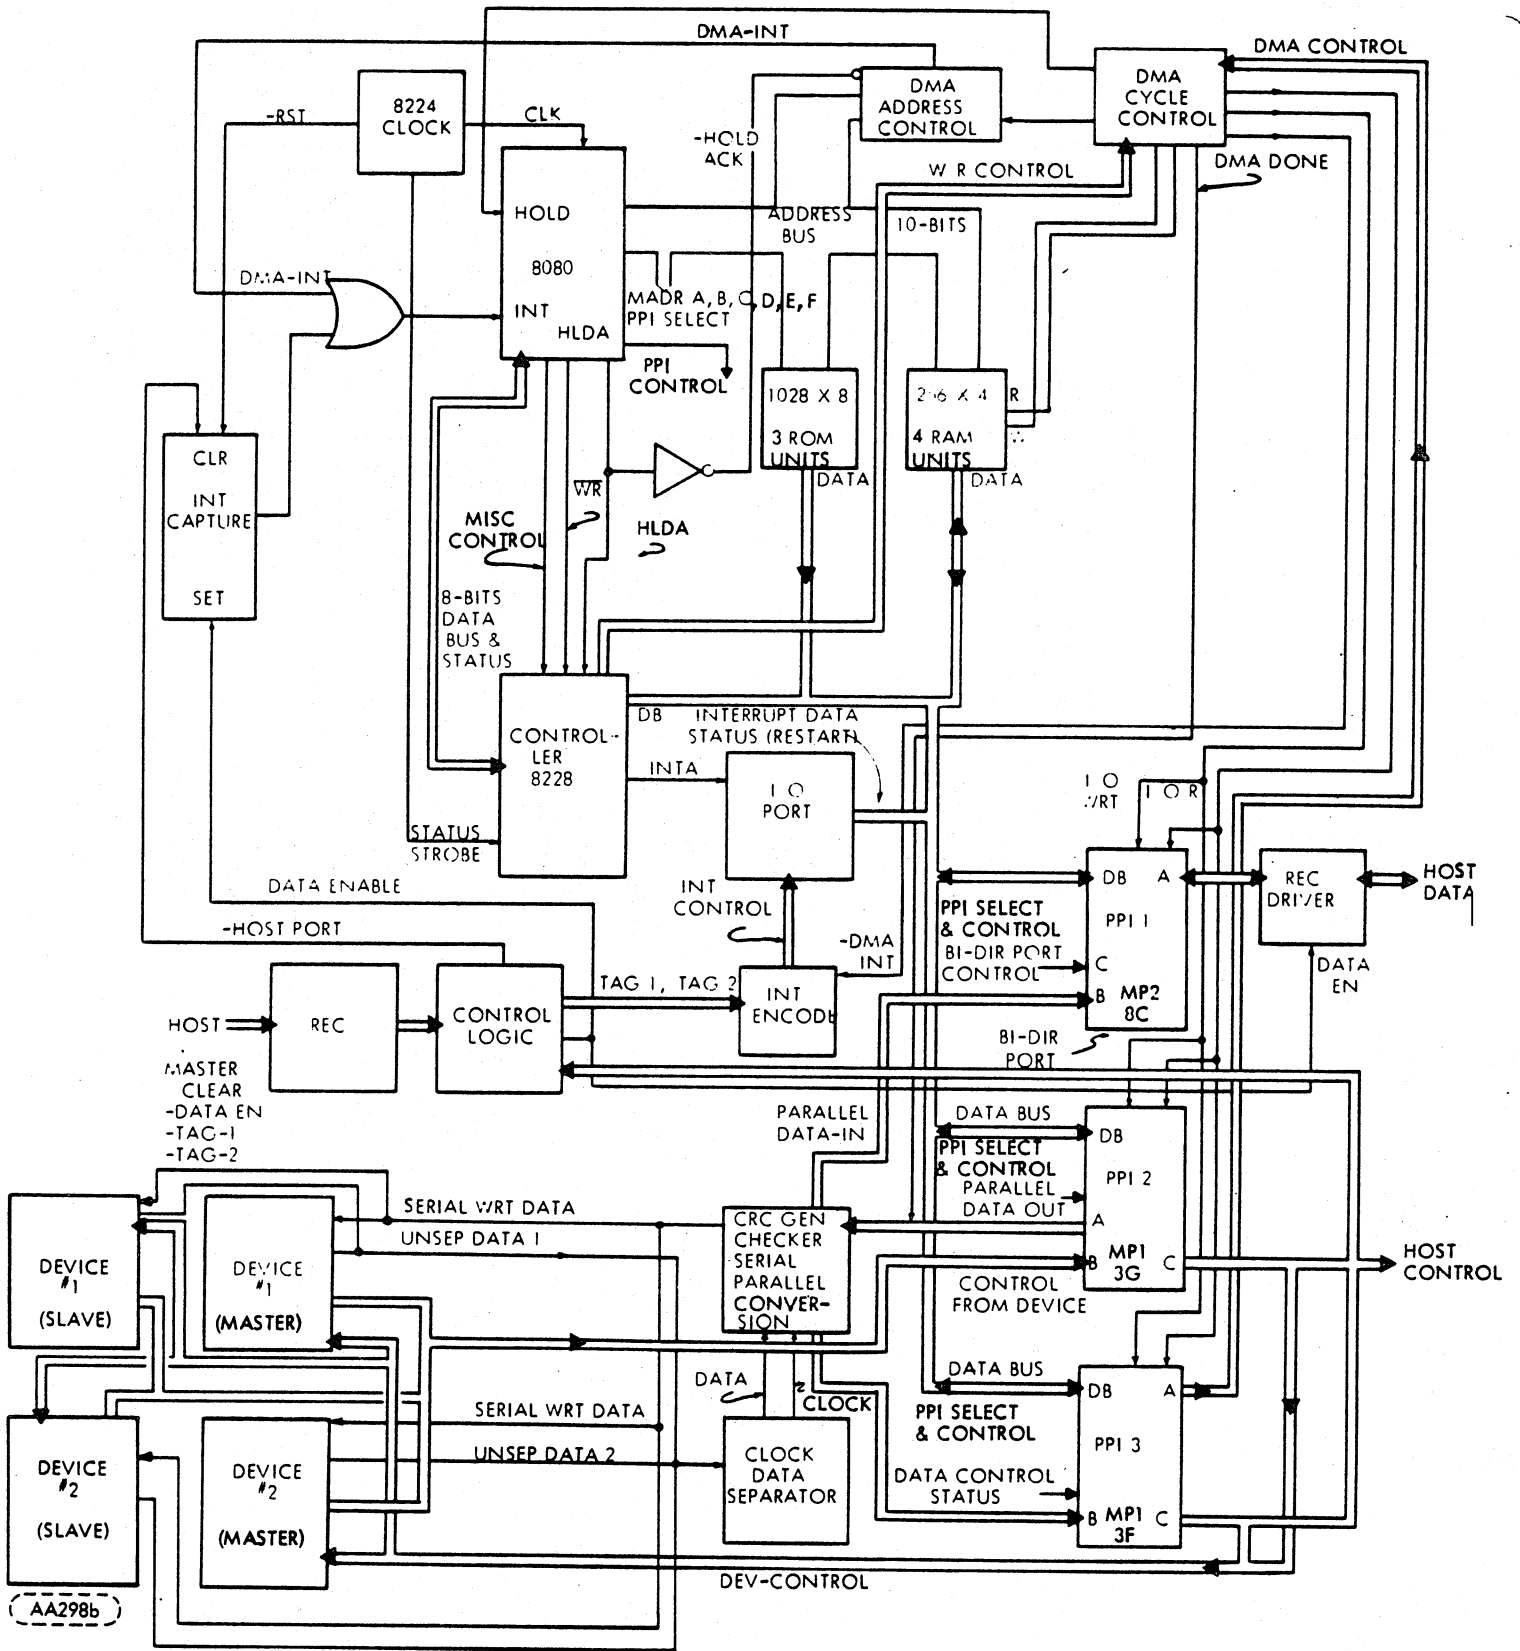 DMA-INT
DMA CONTROL
8224
CLOCK
-RST
CLK
DMA
ADDRESS
CONTROL
DMA
CYCLE
CONTROL
-HOLD
ACK
W R CONTROL
DMA DONE
HOLD
8080
INT
HLDA
ADDRESS
BUS
10-BITS
DMA-INT
MADR A, B, C, D, E, F
PPI SELECT
PPI
CONTROL
1028 X 8
3 ROM
UNITS
DATA
X 4
R
4 RAM
UNITS
DATA
CLR
INT
CAPTURE
SET
WR
MISC
CONTROL
HLDA
8-BITS
DATA
BUS &
STATUS
DB
INTERRUPT DATA
STATUS (RESTART)
CONTROL-
LER
8228
INTA
I O
PORT
I O
I O R
STATUS
STROBE
DATA ENABLE
-HOST PORT
INT
CONTROL
-DMA
INT
DB
A
PPI 1
C
B
MP2
8C
REC
DRIVER
HOST
DATA
PPI SELECT
& CONTROL
BI-DIR PORT
CONTROL
DATA
EN
TAG 1, TAG 2
INT
ENCODE
HOST
REC
CONTROL
LOGIC
BI-DIR
PORT
MASTER
CLEAR
-DATA EN
-TAG-1
-TAG-2
PARALLEL
DATA-IN
DATA BUS
DB
PPI SELECT
& CONTROL
PPI 2
PARALLEL
DATA OUT
A
MP1
3G
B
C
SERIAL WRT DATA
UNSEP DATA 1
CRC GEN
CHECKER
SERIAL
PARALLEL
CONVER-
SION
CONTROL
FROM DEVICE
HOST
CONTROL
DEVICE
#1
(SLAVE)
DEVICE
#1
(MASTER)
DATA
CLOCK
DATA BUS
DB
A
PPI SELECT
& CONTROL
PPI 3
SERIAL WRT DATA
UNSEP DATA 2
CLOCK
DATA
SEPARATOR
DATA CONTROL
STATUS
B
MP1
3F
C
DEVICE
#2
(SLAVE)
DEVICE
#2
(MASTER)
DEV-CONTROL
AA298b